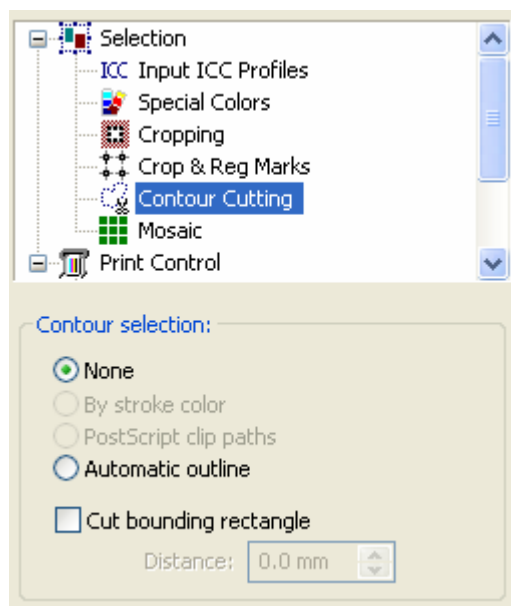 Selection
ICC Input ICC Profiles
Special Colors
Cropping
Crop & Reg Marks
Contour Cutting
Mosaic
Print Control
Contour selection:
None
By stroke color
PostScript clip paths
Automatic outline
Cut bounding rectangle
Distance: 0.0 mm